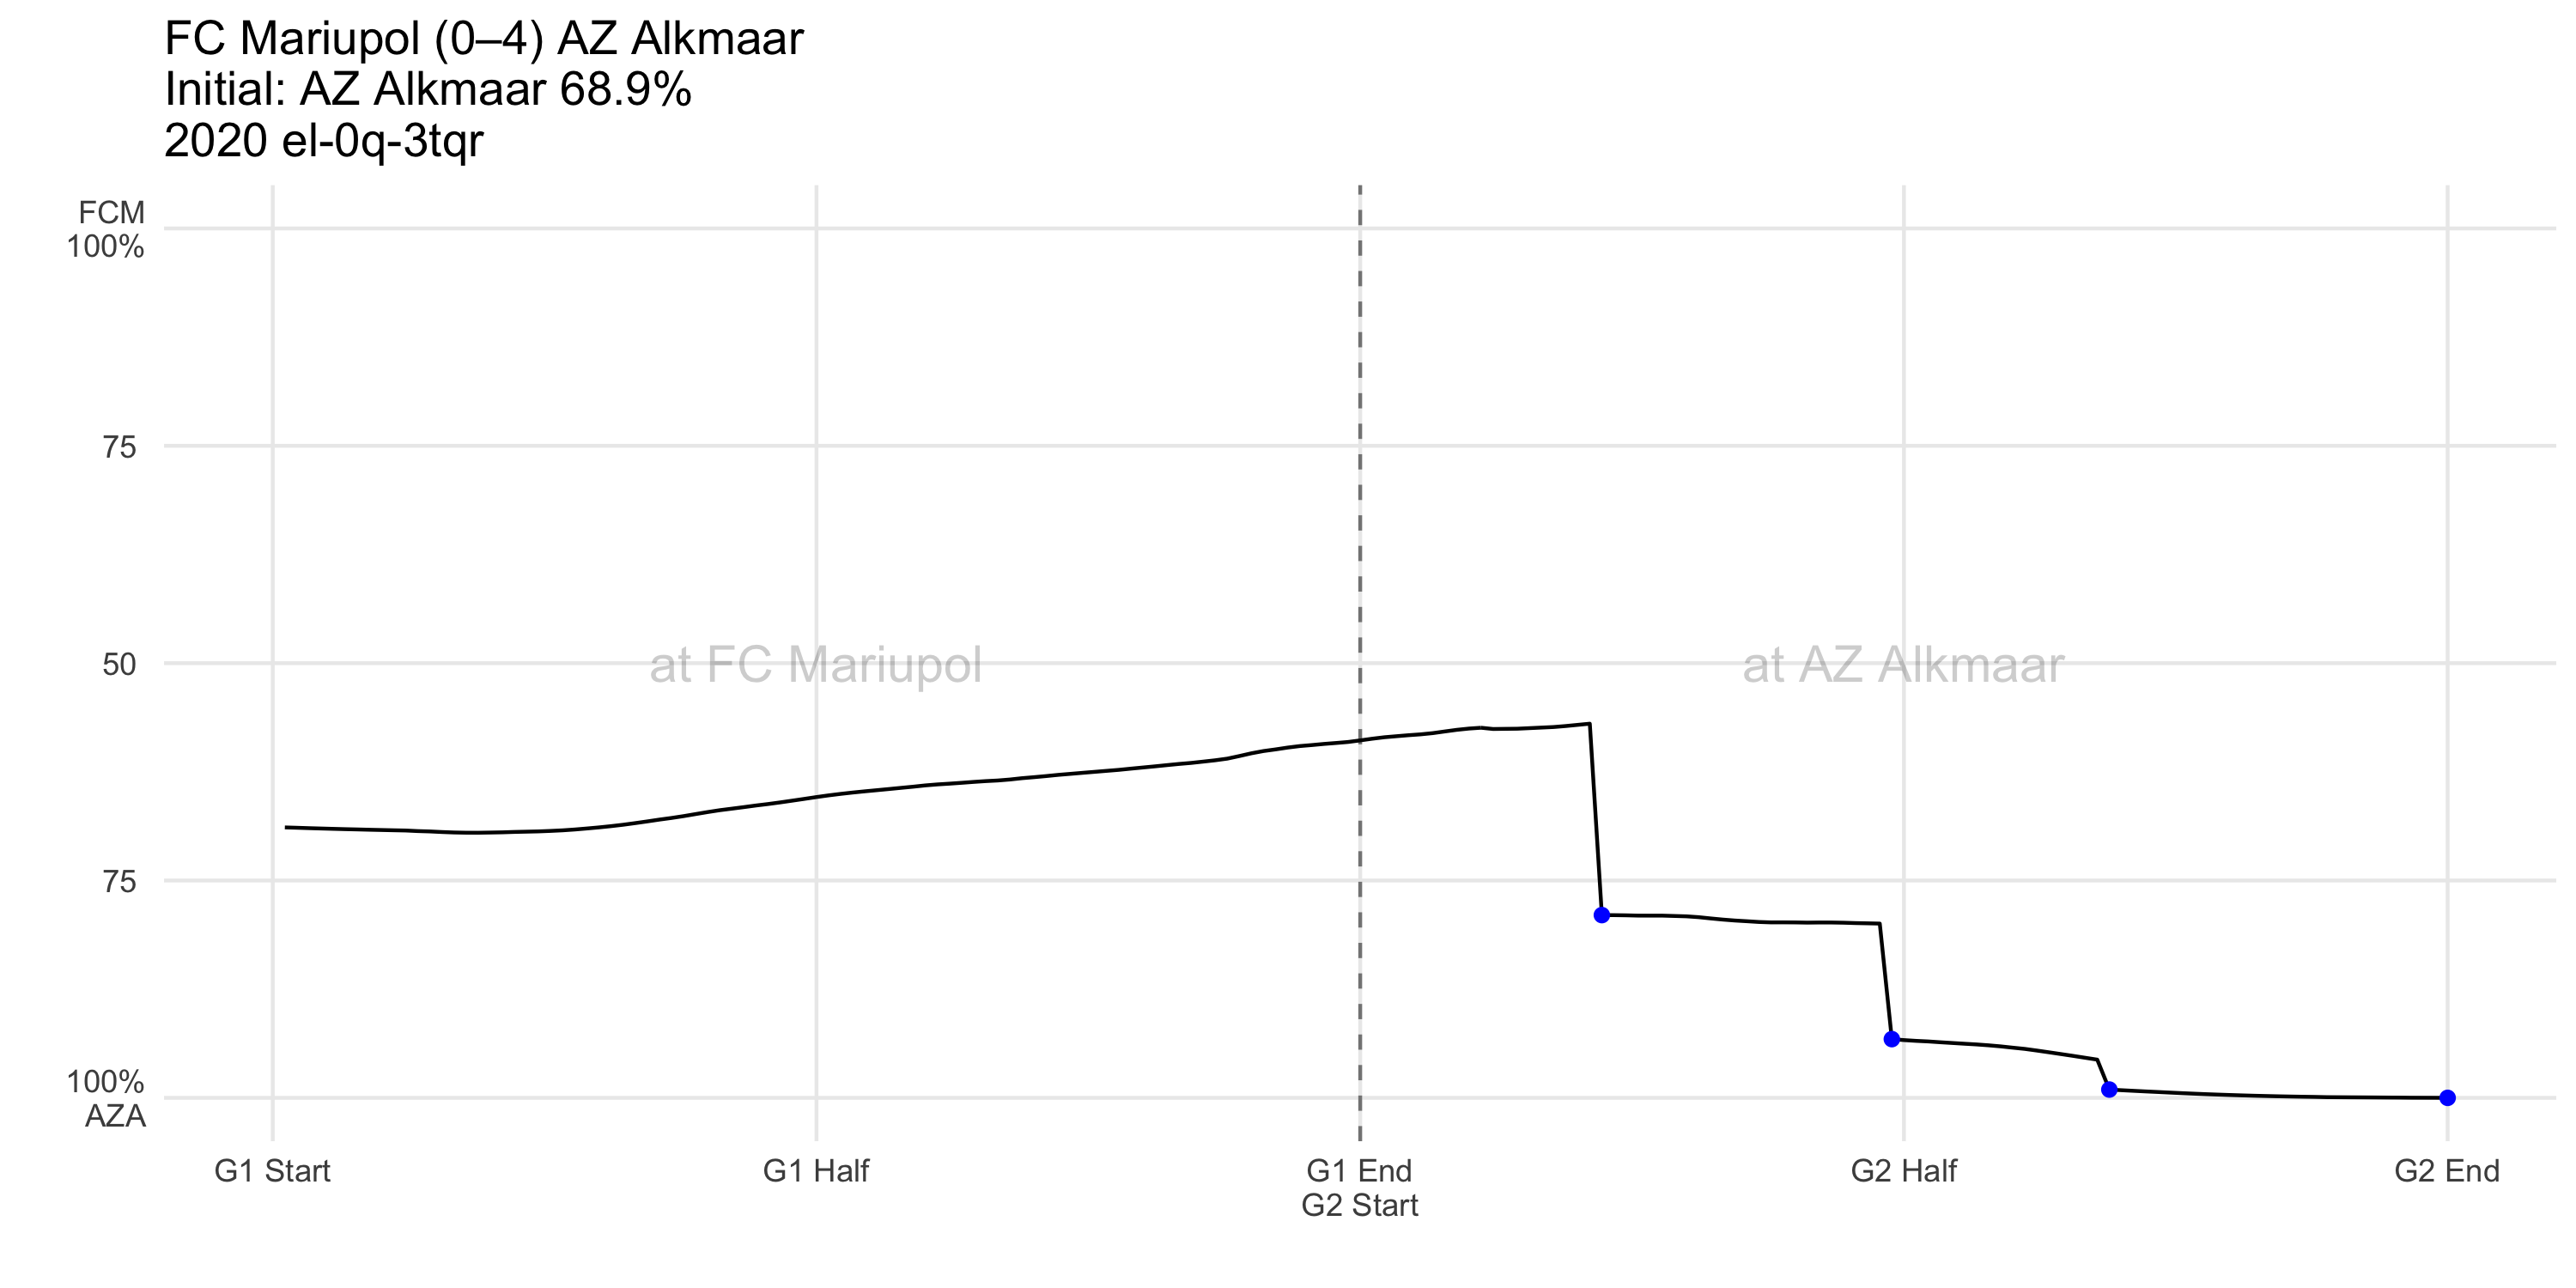 FC Mariupol (0–4) AZ Alkmaar
Initial: AZ Alkmaar 68.9%
2020 el-0q-3tqr
FCM
100%
75
50
75
100%
AZA
at FC Mariupol
at AZ Alkmaar
G1 Start
G1 Half
G1 End
G2 Start
G2 Half
G2 End